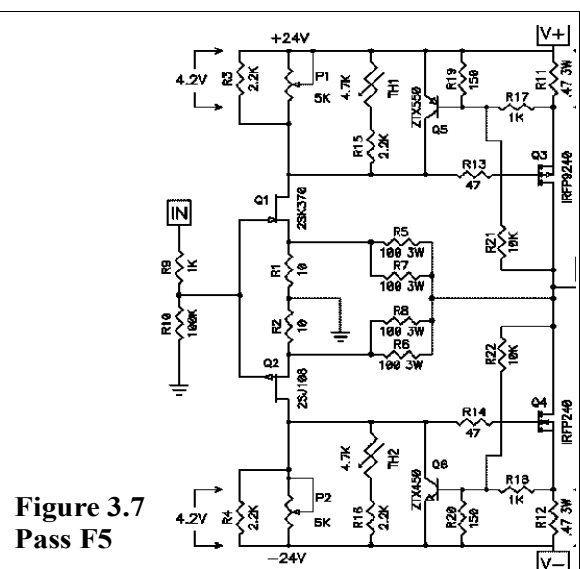 +24V
V+
4.2V
R3
2.2K
P1
5K
4.7K
TH1
R15
2.2K
ZTX550
Q5
R19
150
R17
1K
R11
.47 3W
R13
47
Q3
IRFP9240
IN
Q1
2SK370
R9
1K
R10
100K
R1
10
R2
10
R5
100 3W
R7
100 3W
R8
100 3W
R6
100 3W
R21
10K
R22
10K
Q2
2SJ108
Q4
IRFP240
R14
47
4.7K
TH2
R16
2.2K
ZTX450
Q6
R20
150
R18
1K
R12
.47 3W
4.2V
R4
2.2K
P2
5K
-24V
V-
Figure 3.7
Pass F5